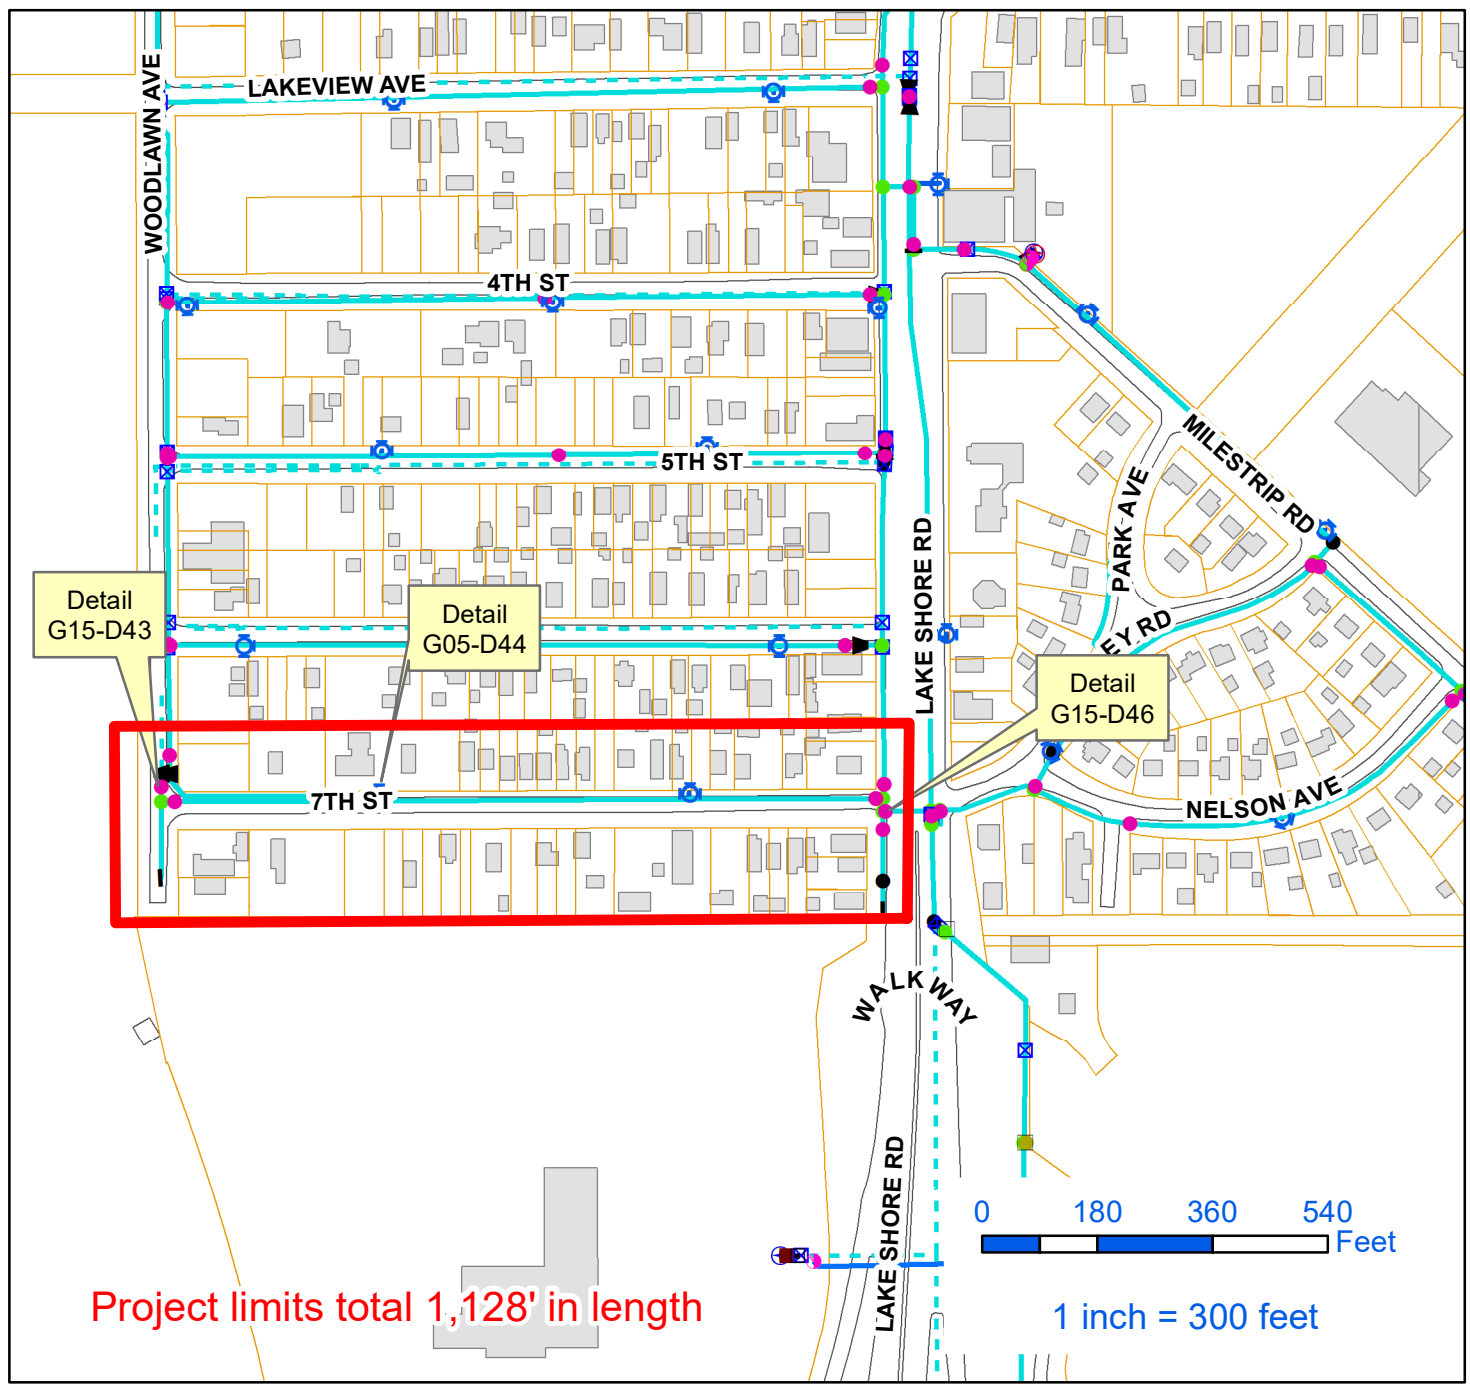 WOODLAWN AVE
LAKEVIEW AVE
4TH ST
5TH ST
MILESTRIP RD
PARK AVE
LAKE SHORE RD
Detail
G15-D43
Detail
G05-D44
EY RD
Detail
G15-D46
7TH ST
NELSON AVE
WALK WAY
LAKE SHORE RD
0 180 360 540
Feet
Project limits total 1,128' in length
1 inch = 300 feet